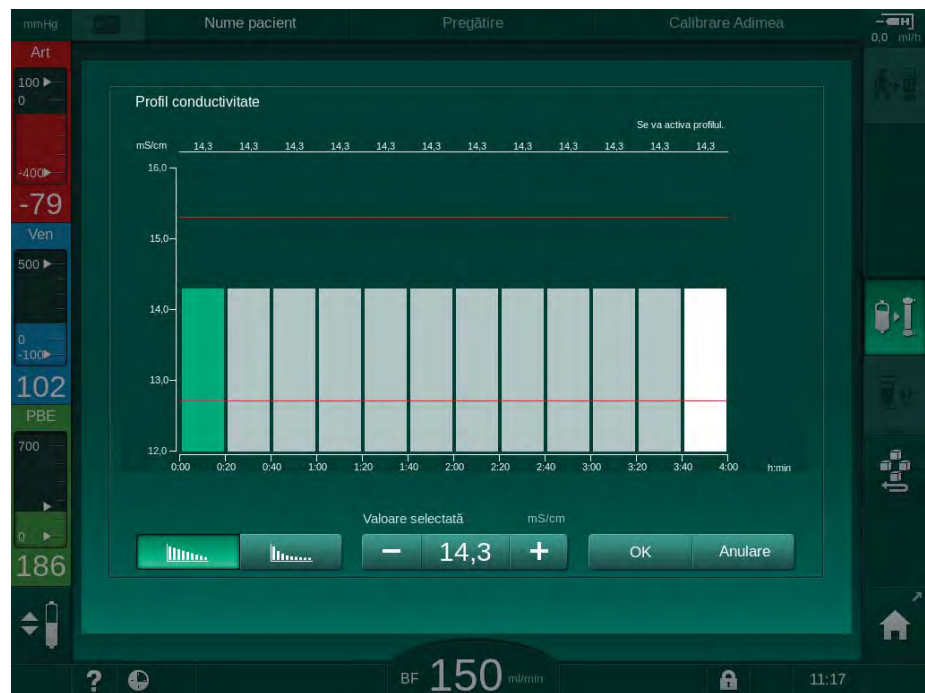 mmHg
Nume pacient
Pregătire
Calibrare Adimea
H
0,0 ml/h
Art
100
0
-400
-79
Ven
500
0
-100
102
PBE
700
0
186
Profil conductivitate
Se va activa profilul.
mS/cm 14,3 14,3 14,3 14,3 14,3 14,3 14,3 14,3 14,3 14,3 14,3 14,3
16,0
15,0
14,0
13,0
12,0
0:00 0:20 0:40 1:00 1:20 1:40 2:00 2:20 2:40 3:00 3:20 3:40 4:00 h:min
Valoare selectată mS/cm
− 14,3 +
OK
Anulare
? BF 150 ml/min 11:17